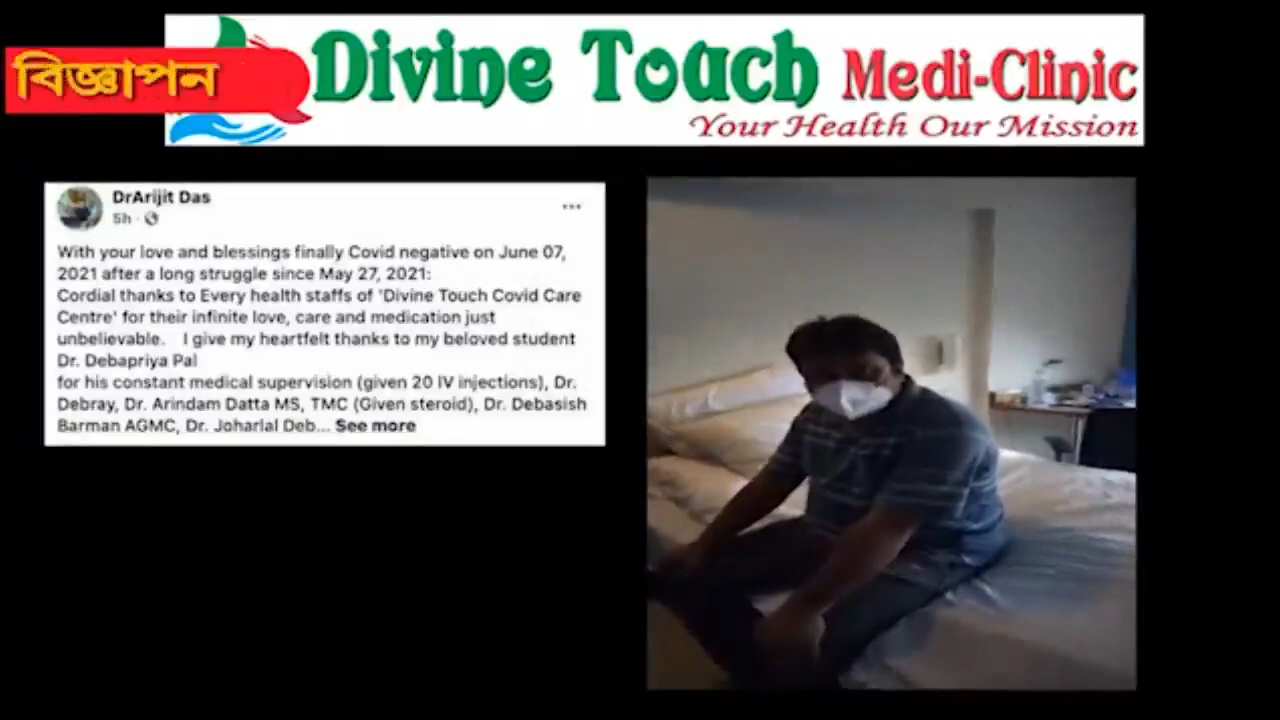 বিজ্ঞাপন
Divine Touch Medi-Clinic
Your Health Our Mission
DrArijit Das
5h ·
With your love and blessings finally Covid negative on June 07,
2021 after a long struggle since May 27, 2021:
Cordial thanks to Every health staffs of 'Divine Touch Covid Care
Centre' for their infinite love, care and medication just
unbelievable. I give my heartfelt thanks to my beloved student
Dr. Debapriya Pal
for his constant medical supervision (given 20 IV injections), Dr.
Debray, Dr. Arindam Datta MS, TMC (Given steroid), Dr. Debasish
Barman AGMC, Dr. Joharlal Deb... See more